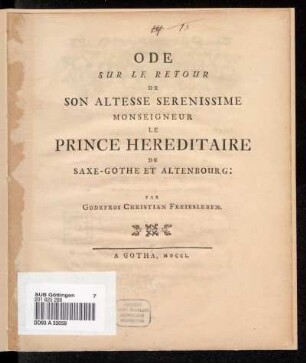 ODE
SUR LE RETOUR
DE
SON ALTESSE SERENISSIME
MONSEIGNEUR
LE
PRINCE HEREDITAIRE
DE
SAXE-GOTHE ET ALTENBOURG:
PAR
GODEFROI CHRISTIAN FREIESLEBEN.
A GOTHA, MDCCL.
SUB Göttingen 7